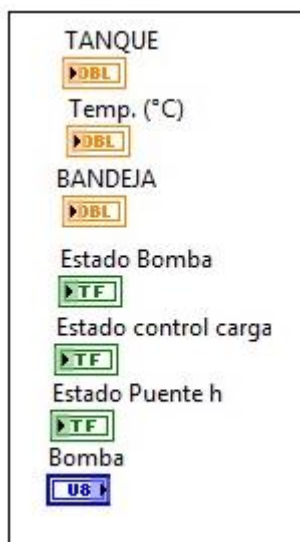 TANQUE
DBL
Temp. (°C)
DBL
BANDEJA
DBL
Estado Bomba
TF
Estado control carga
TF
Estado Puente h
TF
Bomba
U8